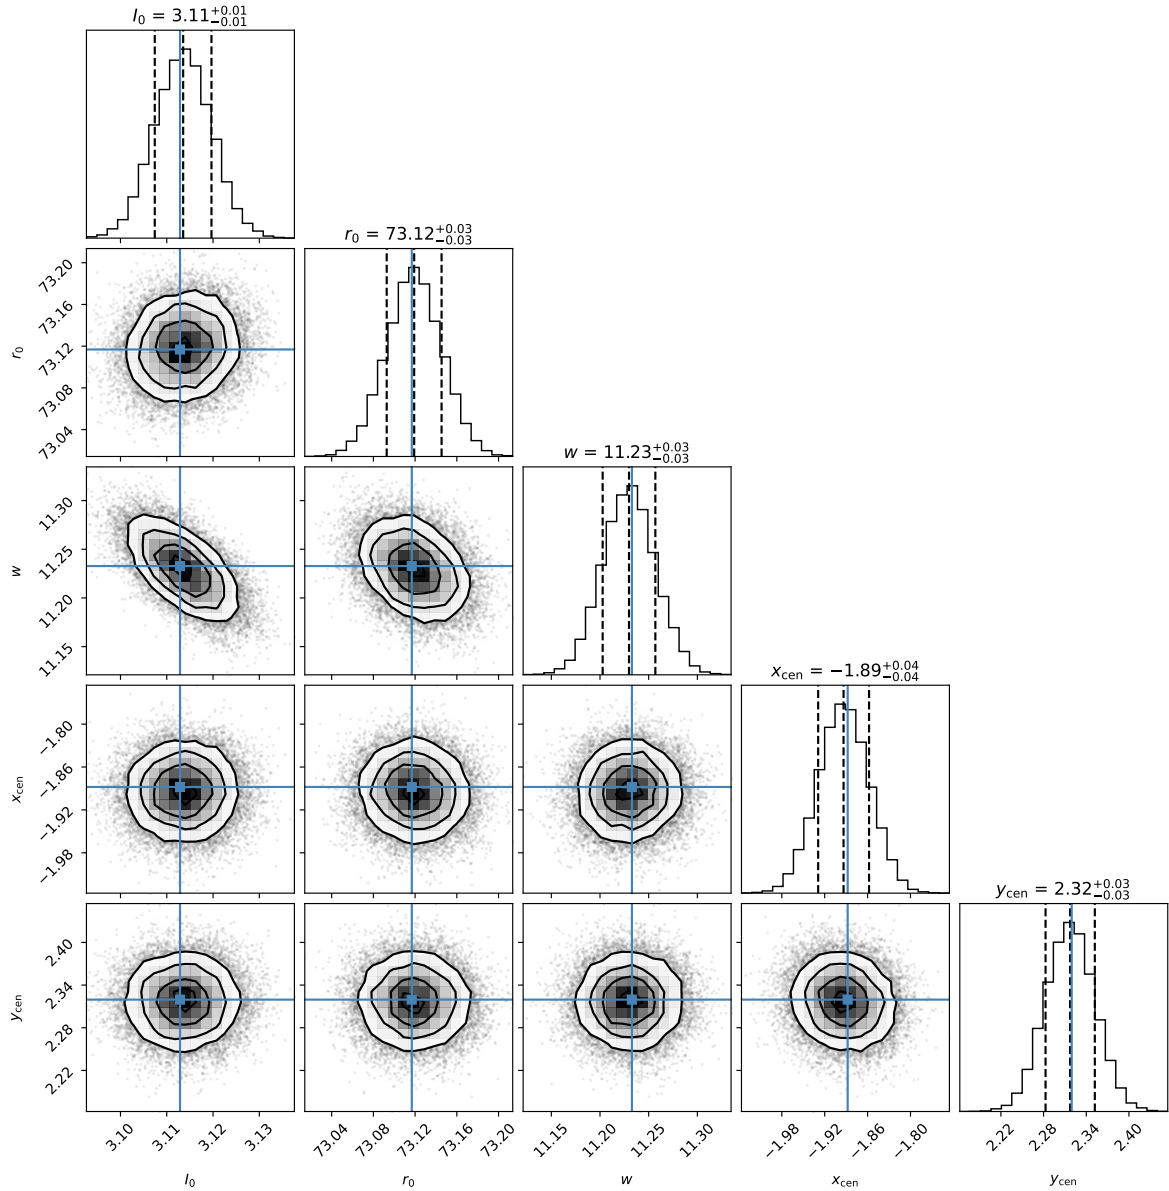 I₀ = 3.11⁺⁰·⁰¹₋₀.₀₁
r₀ = 73.12⁺⁰·⁰³₋₀.₀₃
73.20
73.16
73.12
73.08
73.04
r₀
w = 11.23⁺⁰·⁰³₋₀.₀₃
11.30
11.25
11.20
11.15
w
x_cen = −1.89⁺⁰·⁰⁴₋₀.₀₄
−1.80
−1.86
−1.92
−1.98
x_cen
y_cen = 2.32⁺⁰·⁰³₋₀.₀₃
2.40
2.34
2.28
2.22
y_cen
3.10 3.11 3.12 3.13 73.04 73.08 73.12 73.16 73.20 11.15 11.20 11.25 11.30 −1.98 −1.92 −1.86 −1.80 2.22 2.28 2.34 2.40
I₀ r₀ w x_cen y_cen